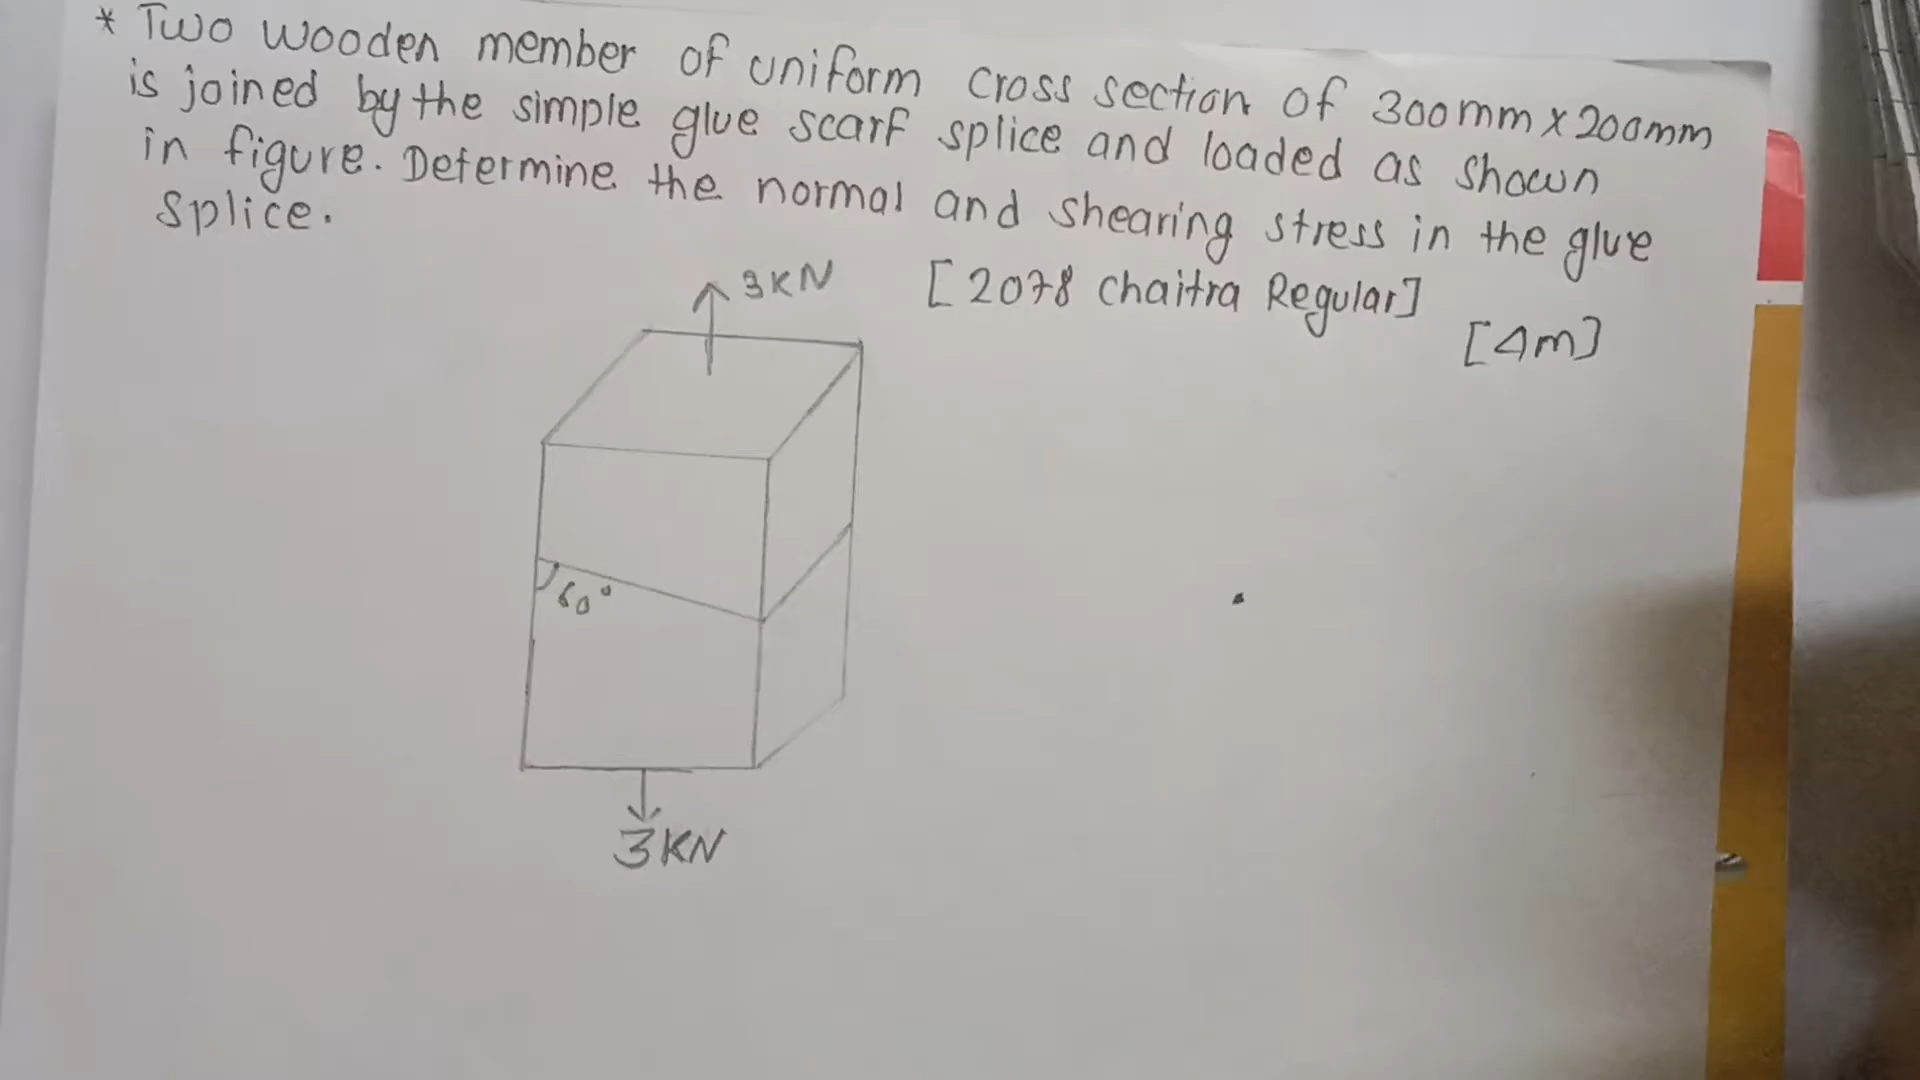 * Two wooden member of uniform cross section of 300mm x 200mm
is joined by the simple glue scarf splice and loaded as shown
in figure. Determine the normal and shearing stress in the glue
splice.
[2078 Chaitra Regular]
[4m]
3KN
60°
3KN